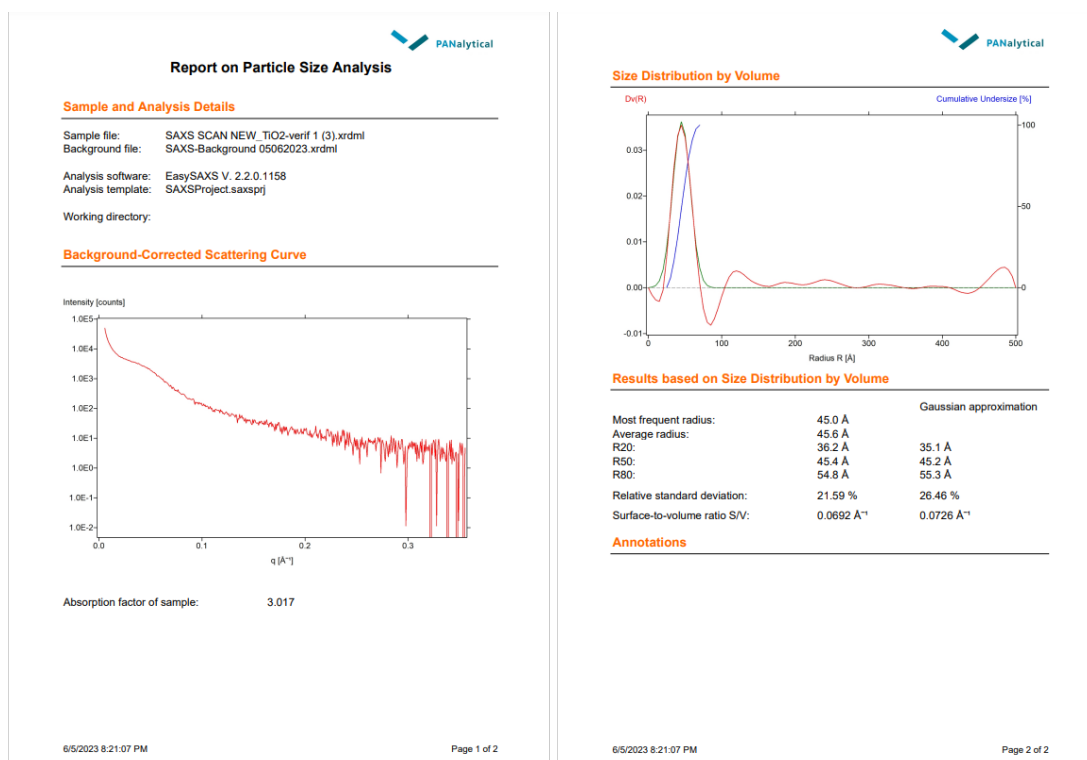 PANalytical
Report on Particle Size Analysis
Sample and Analysis Details
Sample file: SAXS SCAN NEW_TiO2-verif 1 (3).xrdml
Background file: SAXS-Background 05062023.xrdml
Analysis software: EasySAXS V. 2.2.0.1158
Analysis template: SAXSProject.saxsprj
Working directory:
Background-Corrected Scattering Curve
Intensity [counts]
1.0E5
1.0E4
1.0E3
1.0E2
1.0E1
1.0E0
1.0E-1
1.0E-2
0.0 0.1 0.2 0.3
q [Å⁻¹]
Absorption factor of sample: 3.017
6/5/2023 8:21:07 PM Page 1 of 2
PANalytical
Size Distribution by Volume
Dv(R) Cumulative Undersize [%]
100
0.03
0.02
50
0.01
0.00 0
-0.01
0 100 200 300 400 500
Radius R [Å]
Results based on Size Distribution by Volume
Gaussian approximation
Most frequent radius: 45.0 Å
Average radius: 45.6 Å
R20: 36.2 Å 35.1 Å
R50: 45.4 Å 45.2 Å
R80: 54.8 Å 55.3 Å
Relative standard deviation: 21.59 % 26.46 %
Surface-to-volume ratio S/V: 0.0692 Å⁻¹ 0.0726 Å⁻¹
Annotations
6/5/2023 8:21:07 PM Page 2 of 2